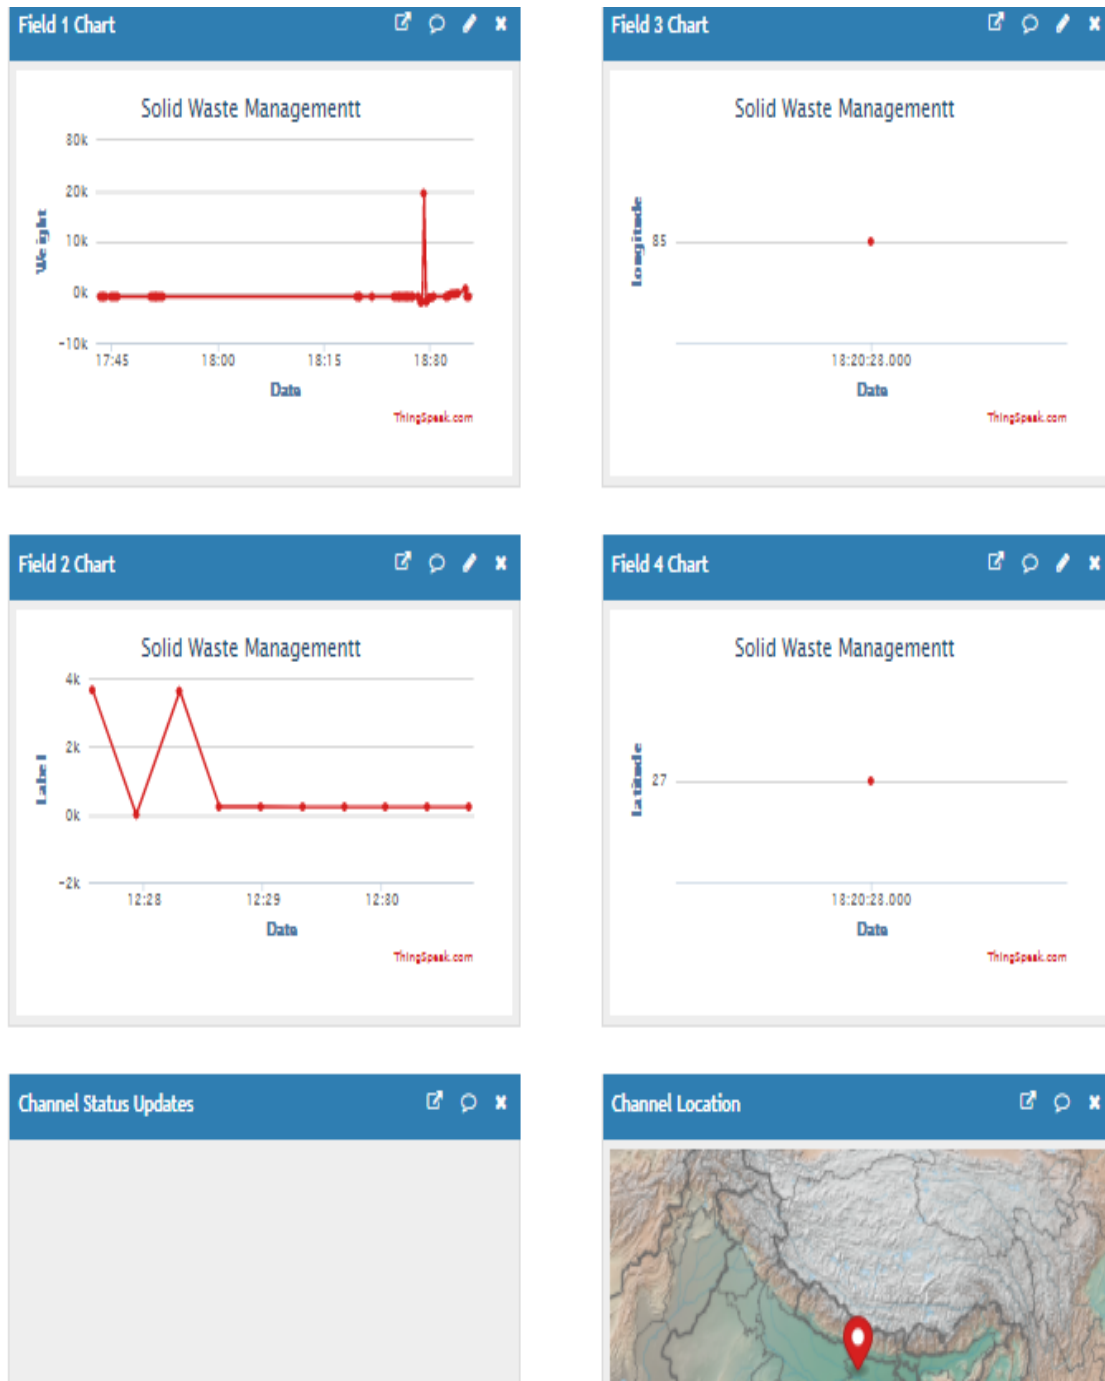 Field 1 Chart
Solid Waste Managementt
30k
20k
10k
0k
-10k
Weight
17:45 18:00 18:15 18:30
Date
ThingSpeak.com
Field 3 Chart
Solid Waste Managementt
Longitude
85
18:20:28.000
Date
ThingSpeak.com
Field 2 Chart
Solid Waste Managementt
4k
2k
0k
-2k
Label
12:28 12:29 12:30
Date
ThingSpeak.com
Field 4 Chart
Solid Waste Managementt
Latitude
27
18:20:28.000
Date
ThingSpeak.com
Channel Status Updates
Channel Location